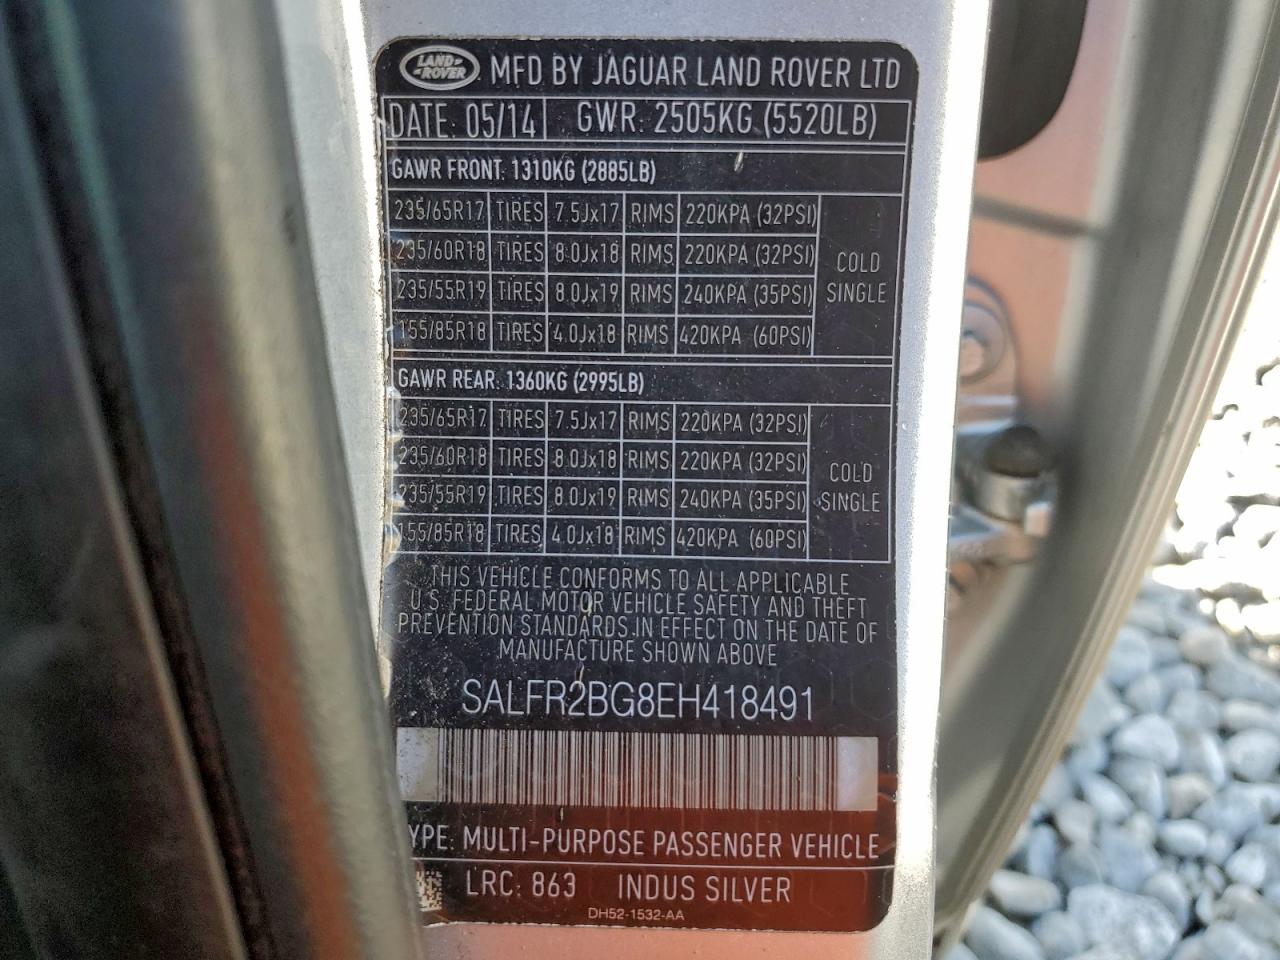 LAND ROVER MFD BY JAGUAR LAND ROVER LTD
DATE: 05/14 GWR: 2505KG (5520LB)
GAWR FRONT: 1310KG (2885LB)
235/65R17 TIRES 7.5Jx17 RIMS 220KPA (32PSI)
235/60R18 TIRES 8.0Jx18 RIMS 220KPA (32PSI)
COLD
235/55R19 TIRES 8.0Jx19 RIMS 240KPA (35PSI)
SINGLE
155/85R18 TIRES 4.0Jx18 RIMS 420KPA (60PSI)
GAWR REAR: 1360KG (2995LB)
235/65R17 TIRES 7.5Jx17 RIMS 220KPA (32PSI)
235/60R18 TIRES 8.0Jx18 RIMS 220KPA (32PSI)
COLD
235/55R19 TIRES 8.0Jx19 RIMS 240KPA (35PSI)
SINGLE
155/85R18 TIRES 4.0Jx18 RIMS 420KPA (60PSI)
THIS VEHICLE CONFORMS TO ALL APPLICABLE
U.S. FEDERAL MOTOR VEHICLE SAFETY AND THEFT
PREVENTION STANDARDS IN EFFECT ON THE DATE OF
MANUFACTURE SHOWN ABOVE
SALFR2BG8EH418491
YPE: MULTI-PURPOSE PASSENGER VEHICLE
LRC: 863 INDUS SILVER
DH52-1532-AA